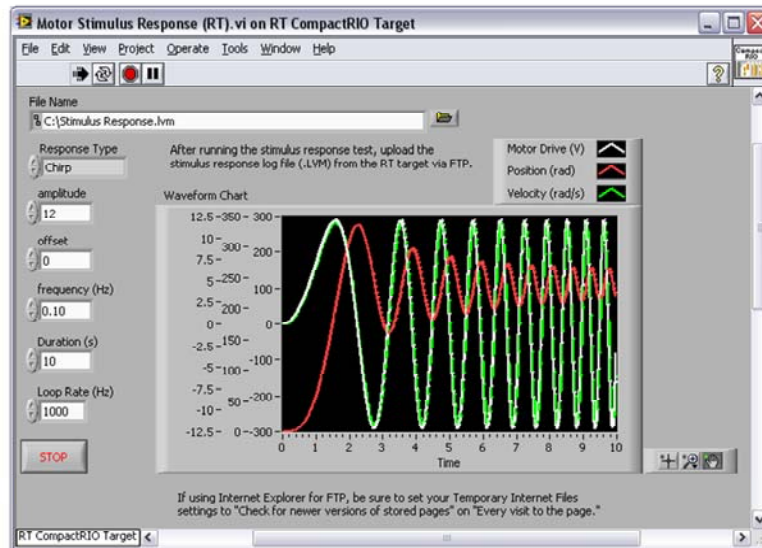 Motor Stimulus Response (RT).vi on RT CompactRIO Target
File Edit View Project Operate Tools Window Help
File Name
C:\Stimulus Response.lvm
Response Type
Chirp
After running the stimulus response test, upload the
stimulus response log file (.LVM) from the RT target via FTP.
Motor Drive (V)
Position (rad)
Velocity (rad/s)
amplitude
12
Waveform Chart
offset
0
frequency (Hz)
0.10
Duration (s)
10
Loop Rate (Hz)
1000
STOP
12.5 350 300
10 300 200
7.5
5 250 100
2.5 200
0 0
-2.5 150
-5 100 -100
-7.5 -200
-10 50
-12.5 0 -300
0 1 2 3 4 5 6 7 8 9 10
Time
If using Internet Explorer for FTP, be sure to set your Temporary Internet Files
settings to "Check for newer versions of stored pages" on "Every visit to the page."
RT CompactRIO Target